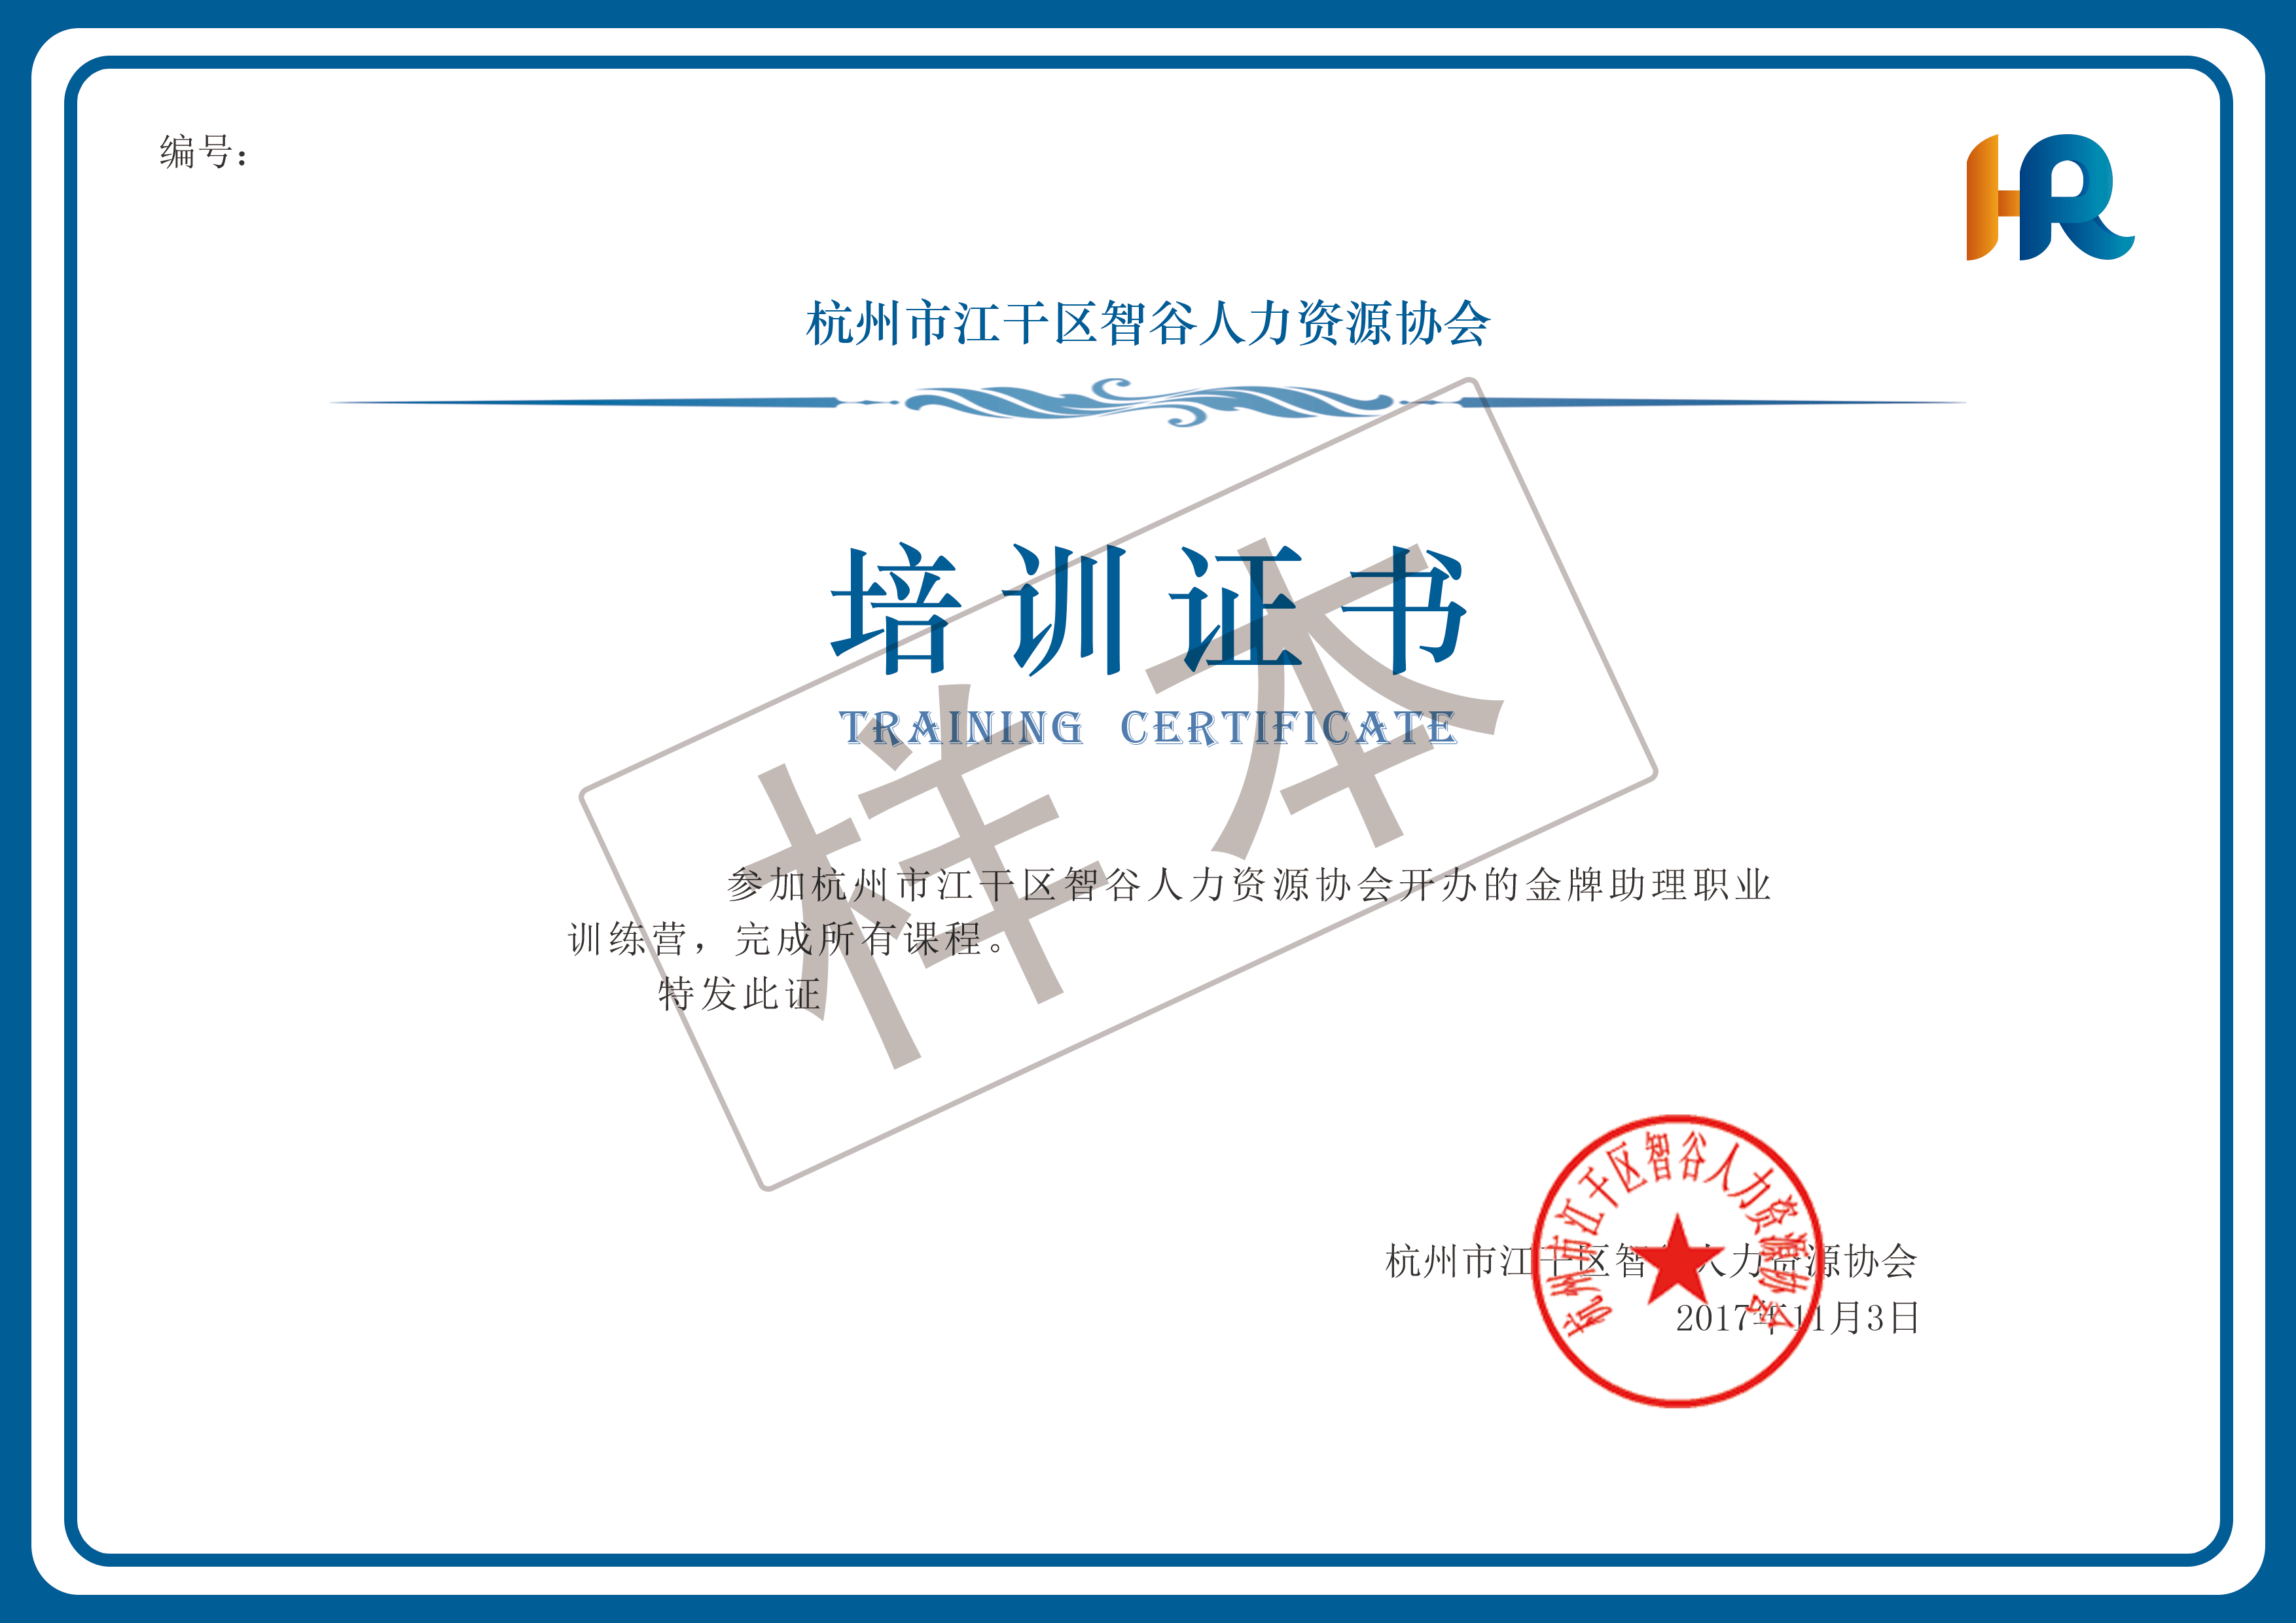 编号：
HR
杭州市江干区智谷人力资源协会
培训证书
TRAINING CERTIFICATE
样本
参加杭州市江干区智谷人力资源协会开办的金牌助理职业
训练营，完成所有课程。
特发此证
杭州市江干区智谷人力资源协会
杭州市江干区智谷人力资源协会
2017年11月3日